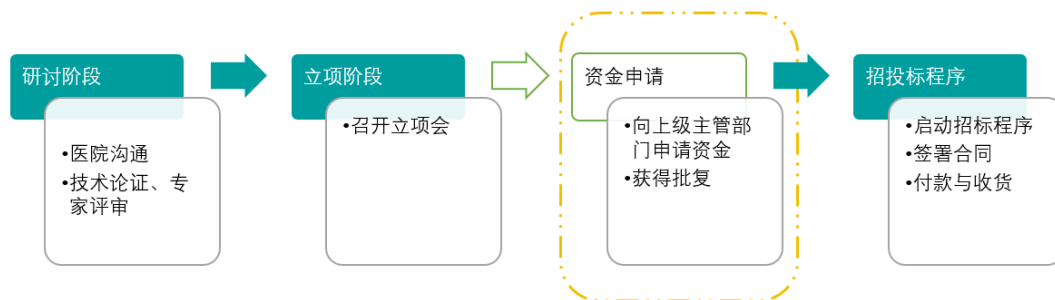 研讨阶段
•医院沟通
•技术论证、专
家评审
立项阶段
•召开立项会
资金申请
•向上级主管部
门申请资金
•获得批复
招投标程序
•启动招标程序
•签署合同
•付款与收货